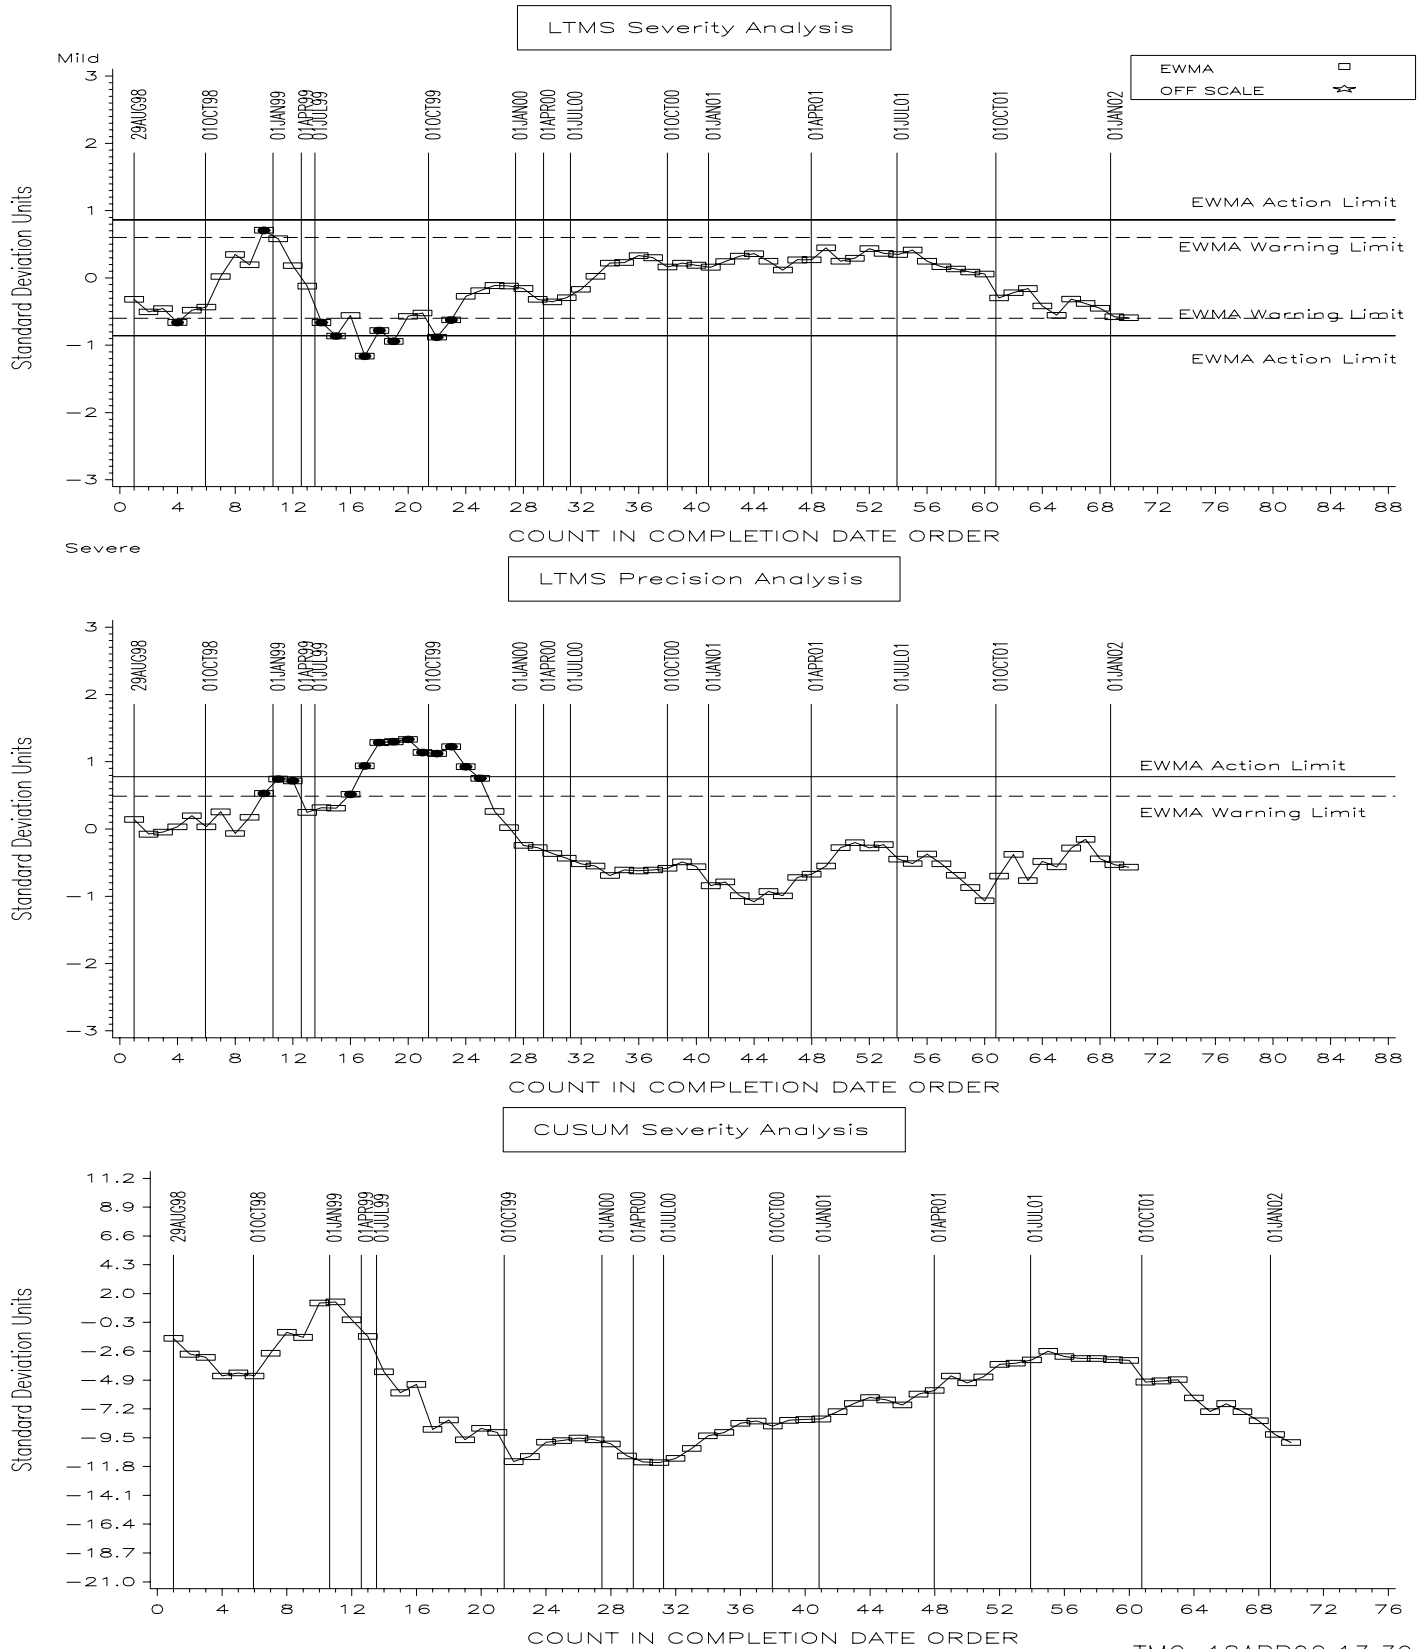 LTMS Severity Analysis
Mild
EWMA
OFF SCALE
29AUG98 01OCT98 01JAN99 01APR99 01JUL99 01OCT99 01JAN00 01APR00 01JUL00 01OCT00 01JAN01 01APR01 01JUL01 01OCT01 01JAN02
Standard Deviation Units
3
2
1
0
−1
−2
−3
EWMA Action Limit
EWMA Warning Limit
EWMA Warning Limit
EWMA Action Limit
0 4 8 12 16 20 24 28 32 36 40 44 48 52 56 60 64 68 72 76 80 84 88
COUNT IN COMPLETION DATE ORDER
Severe
LTMS Precision Analysis
29AUG98 01OCT98 01JAN99 01APR99 01JUL99 01OCT99 01JAN00 01APR00 01JUL00 01OCT00 01JAN01 01APR01 01JUL01 01OCT01 01JAN02
Standard Deviation Units
3
2
1
0
−1
−2
−3
EWMA Action Limit
EWMA Warning Limit
0 4 8 12 16 20 24 28 32 36 40 44 48 52 56 60 64 68 72 76 80 84 88
COUNT IN COMPLETION DATE ORDER
CUSUM Severity Analysis
29AUG98 01OCT98 01JAN99 01APR99 01JUL99 01OCT99 01JAN00 01APR00 01JUL00 01OCT00 01JAN01 01APR01 01JUL01 01OCT01 01JAN02
Standard Deviation Units
11.2
8.9
6.6
4.3
2.0
−0.3
−2.6
−4.9
−7.2
−9.5
−11.8
−14.1
−16.4
−18.7
−21.0
0 4 8 12 16 20 24 28 32 36 40 44 48 52 56 60 64 68 72 76
COUNT IN COMPLETION DATE ORDER